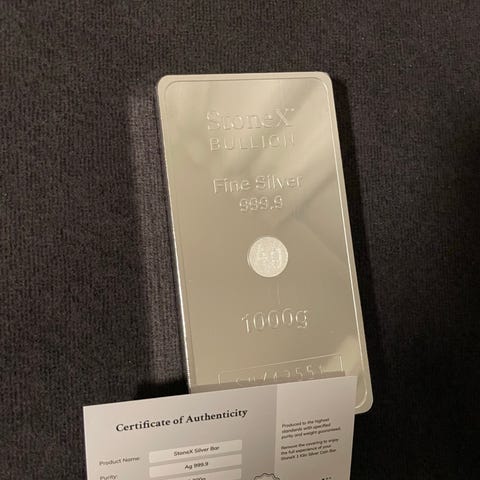 StoneX
BULLION
Fine Silver
999.9
1000g
Certificate of Authenticity
Product Name:
StoneX Silver Bar
Purity:
Ag 999.9
Produced to the highest
standards with specified
purity and weight guaranteed.
Remove the covering to enjoy
the full experience of your
StoneX 1 Kilo Silver Coin Bar